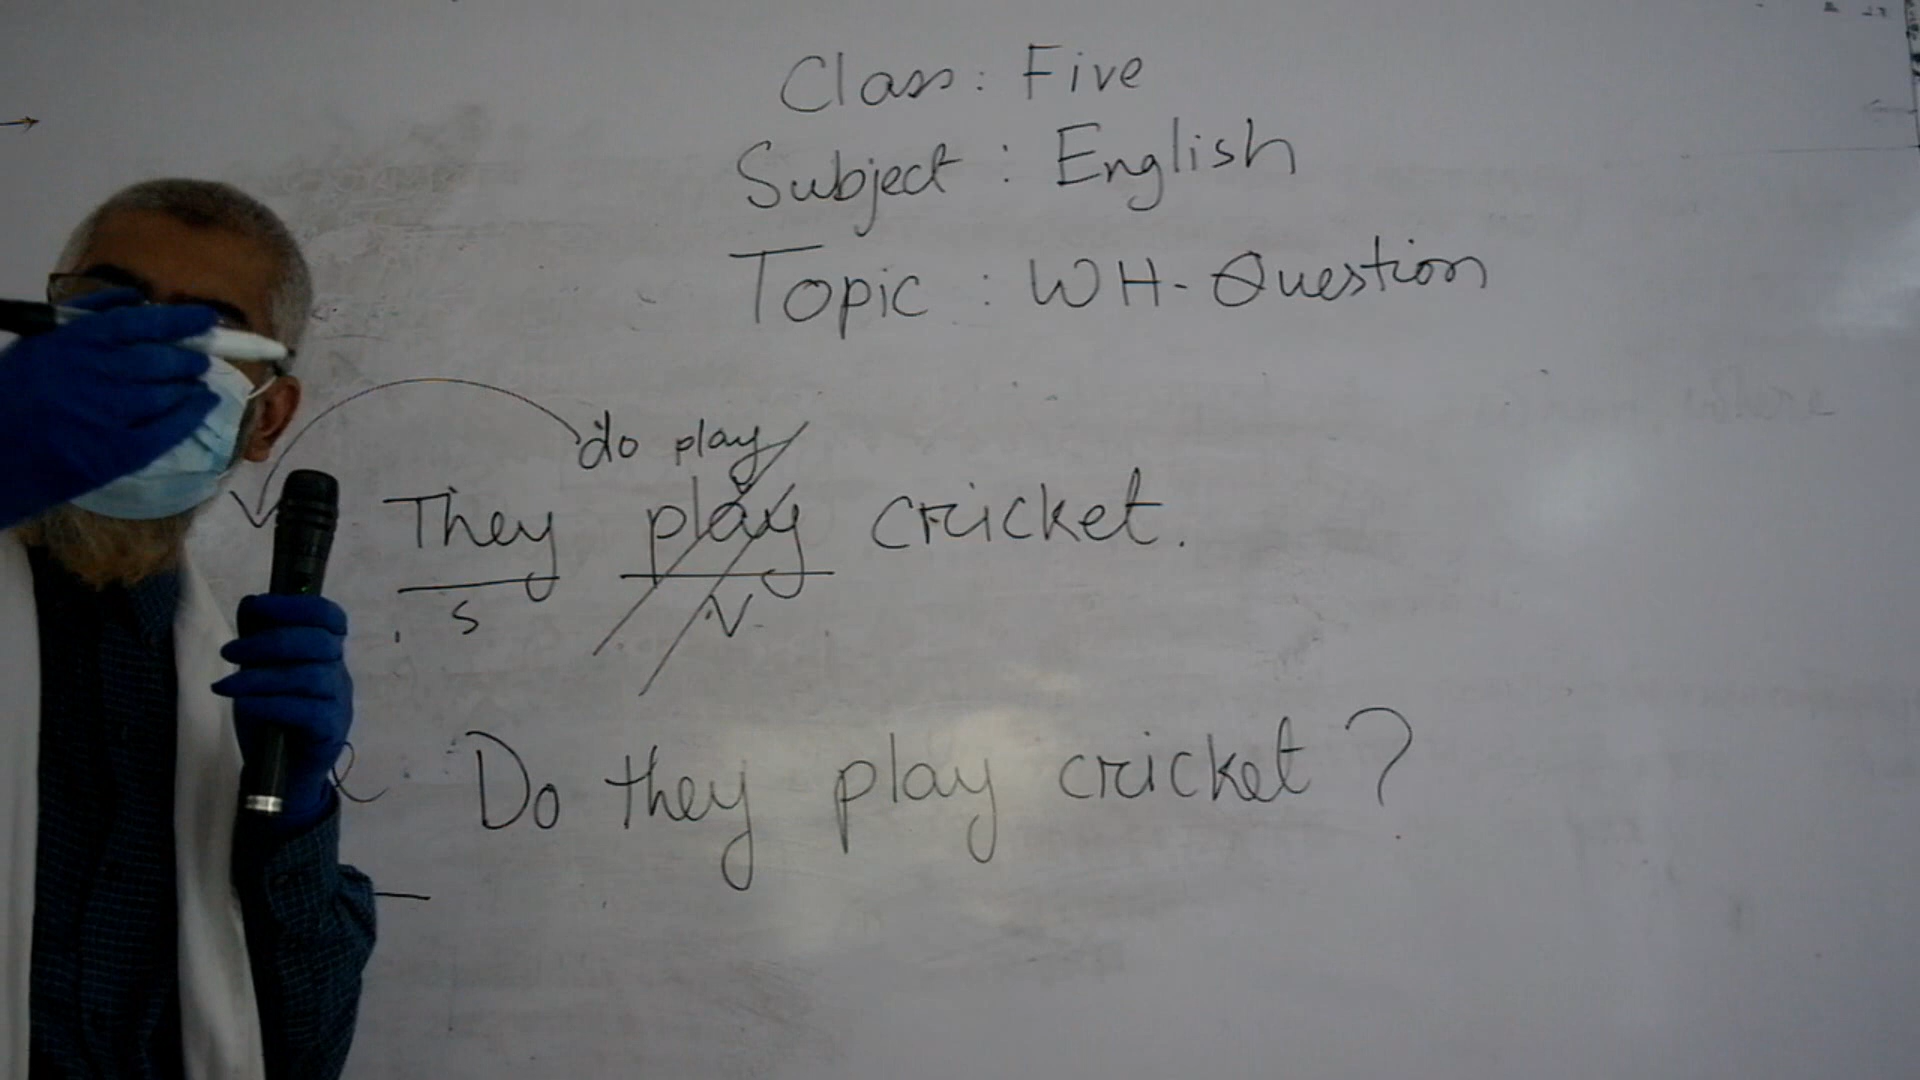 Class: Five
Subject : English
Topic : WH-Question
do play
They play cricket.
S V
Do they play cricket ?